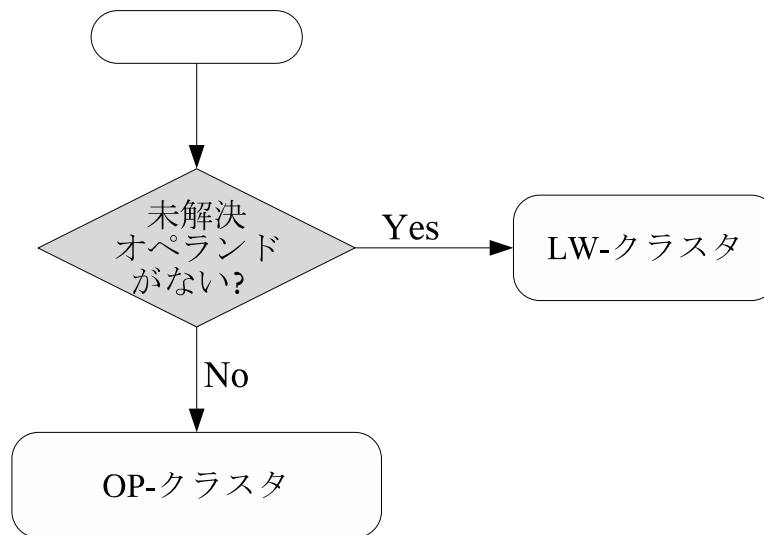 未解決
オペランド
がない?
Yes
LW-クラスタ
No
OP-クラスタ